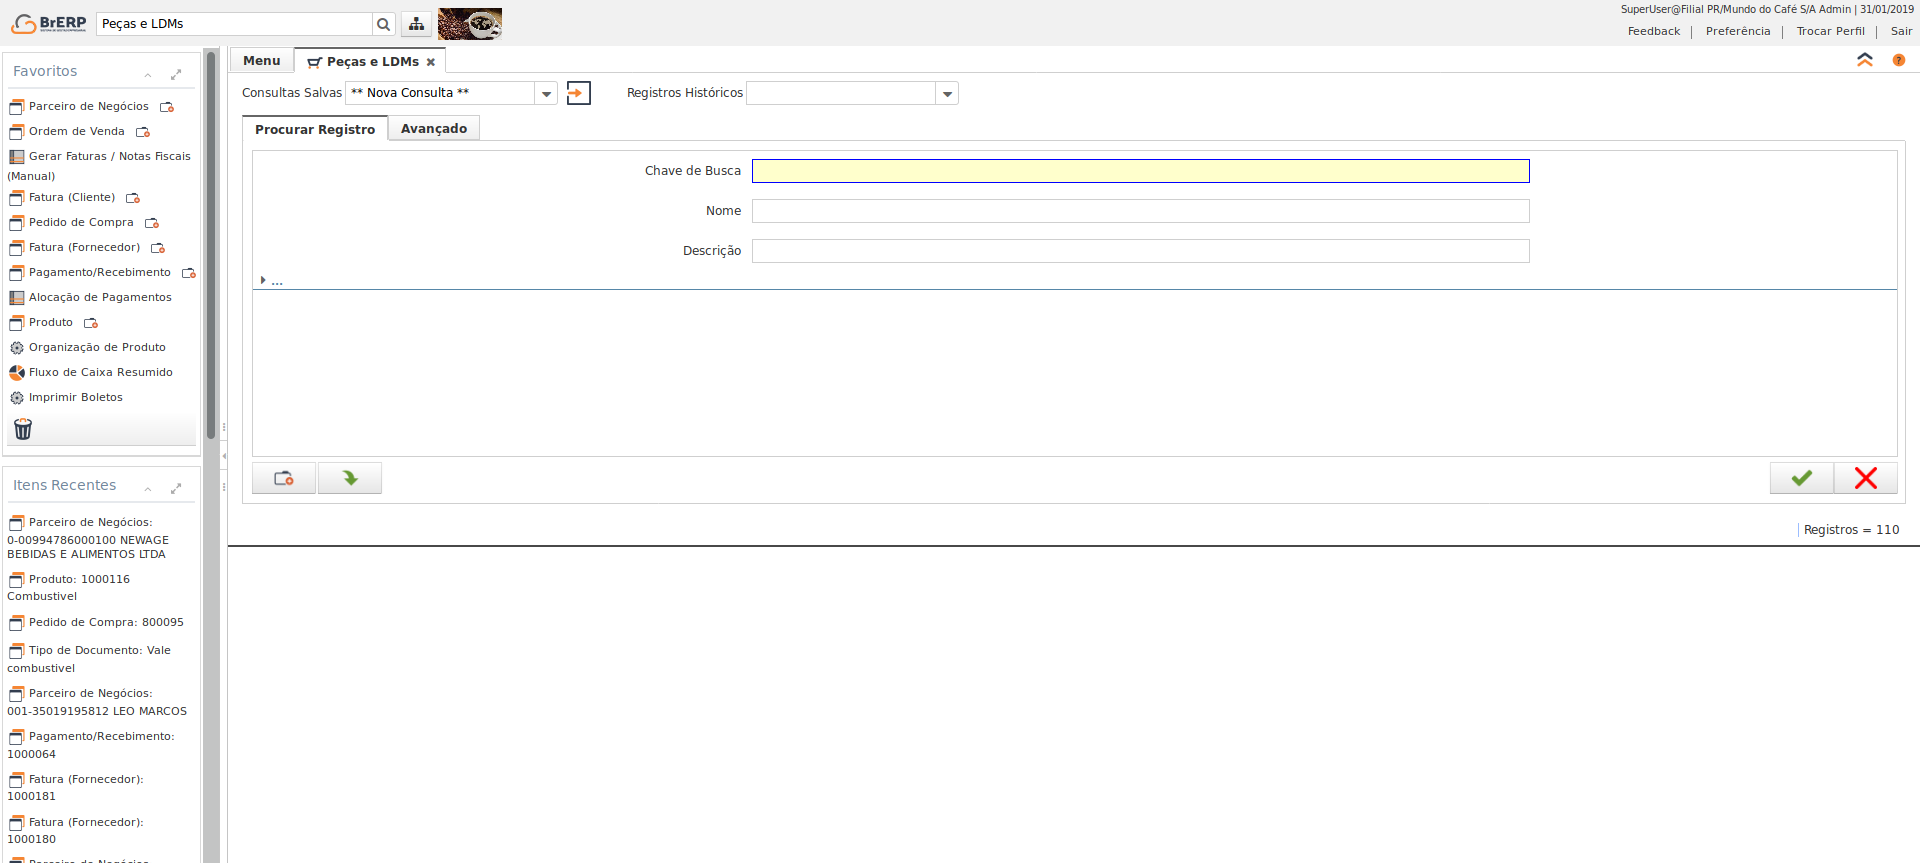 BrERP
Peças e LDMs
SuperUser@Filial PR/Mundo do Café S/A Admin | 31/01/2019
Feedback | Preferência | Trocar Perfil | Sair
Favoritos
Parceiro de Negócios
Ordem de Venda
Gerar Faturas / Notas Fiscais
(Manual)
Fatura (Cliente)
Pedido de Compra
Fatura (Fornecedor)
Pagamento/Recebimento
Alocação de Pagamentos
Produto
Organização de Produto
Fluxo de Caixa Resumido
Imprimir Boletos
Itens Recentes
Parceiro de Negócios:
0-00994786000100 NEWAGE
BEBIDAS E ALIMENTOS LTDA
Produto: 1000116
Combustivel
Pedido de Compra: 800095
Tipo de Documento: Vale
combustivel
Parceiro de Negócios:
001-35019195812 LEO MARCOS
Pagamento/Recebimento:
1000064
Fatura (Fornecedor):
1000181
Fatura (Fornecedor):
1000180
Parceiro de Negócios
Menu
Peças e LDMs
Consultas Salvas
** Nova Consulta **
Registros Históricos
Procurar Registro
Avançado
Chave de Busca
Nome
Descrição
...
Registros = 110